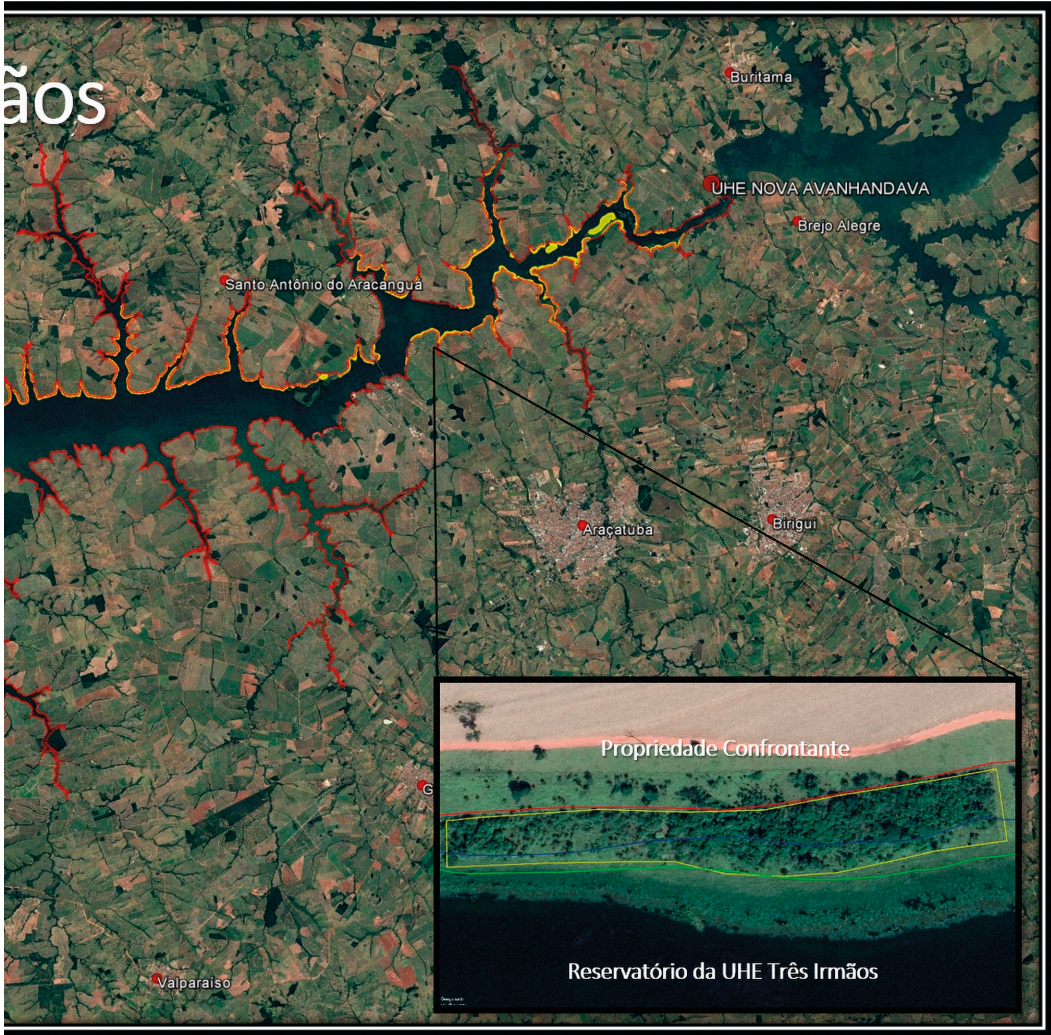 ãos
Buritama
UHE NOVA AVANHANDAVA
Brejo Alegre
Santo Antônio do Aracanguá
Araçatuba
Birigui
G
Propriedade Confrontante
Reservatório da UHE Três Irmãos
Valparaíso